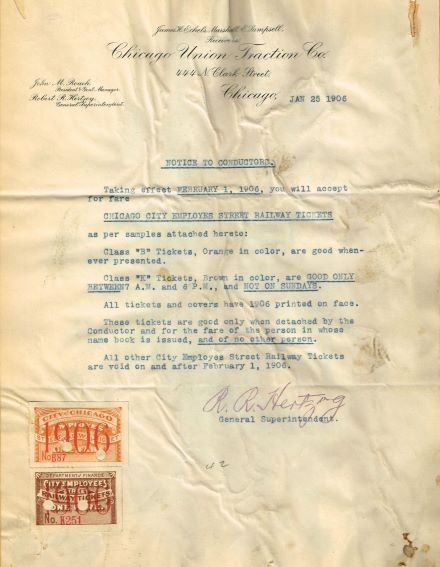 James H. Eckels, Marshall E. Sampsell,
Receivers
Chicago Union Traction Co.
444 N. Clark Street,
John M. Roach,
President & Genl. Manager.
Robert R. Hertzog,
General Superintendent.
Chicago, JAN 25 1906
NOTICE TO CONDUCTORS.
Taking effect FEBRUARY 1, 1906, you will accept
for fare
CHICAGO CITY EMPLOYES STREET RAILWAY TICKETS
as per samples attached hereto:
Class "B" Tickets, Orange in color, are good when-
ever presented.
Class "K" Tickets, Brown in color, are GOOD ONLY
BETWEEN 7 A.M. and 6 P.M., and NOT ON SUNDAYS.
All tickets and covers have 1906 printed on face.
These tickets are good only when detached by the
Conductor and for the fare of the person in whose
name book is issued, and of no other person.
All other City Employes Street Railway Tickets
are void on and after February 1, 1906.
R. R. Hertzog
General Superintendent.
CITY OF CHICAGO
1906
No. B87
DEPARTMENT OF FINANCE
CITY EMPLOYEES
1906
RAILWAY TICKETS
No. K251